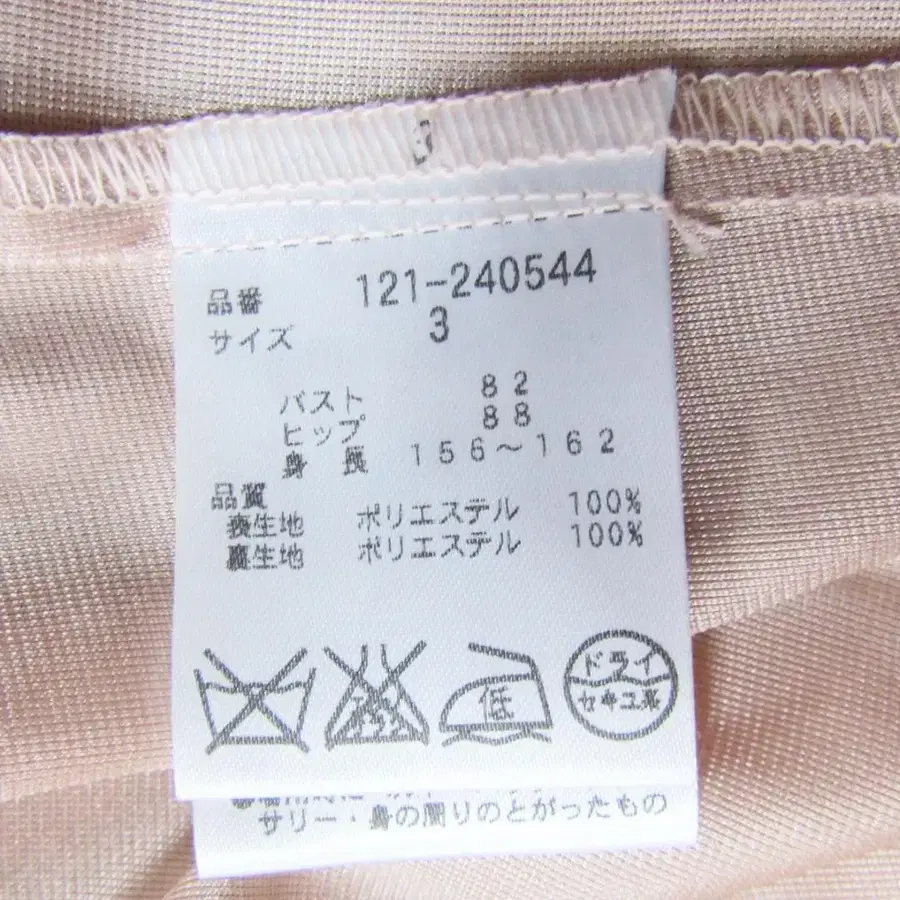 品番 121-240544
サイズ 3
バスト 82
ヒップ 88
身長 156～162
品質
表生地 ポリエステル 100%
裏生地 ポリエステル 100%
低
ドライ
セキユ系
サリー・身の周りのとがったもの